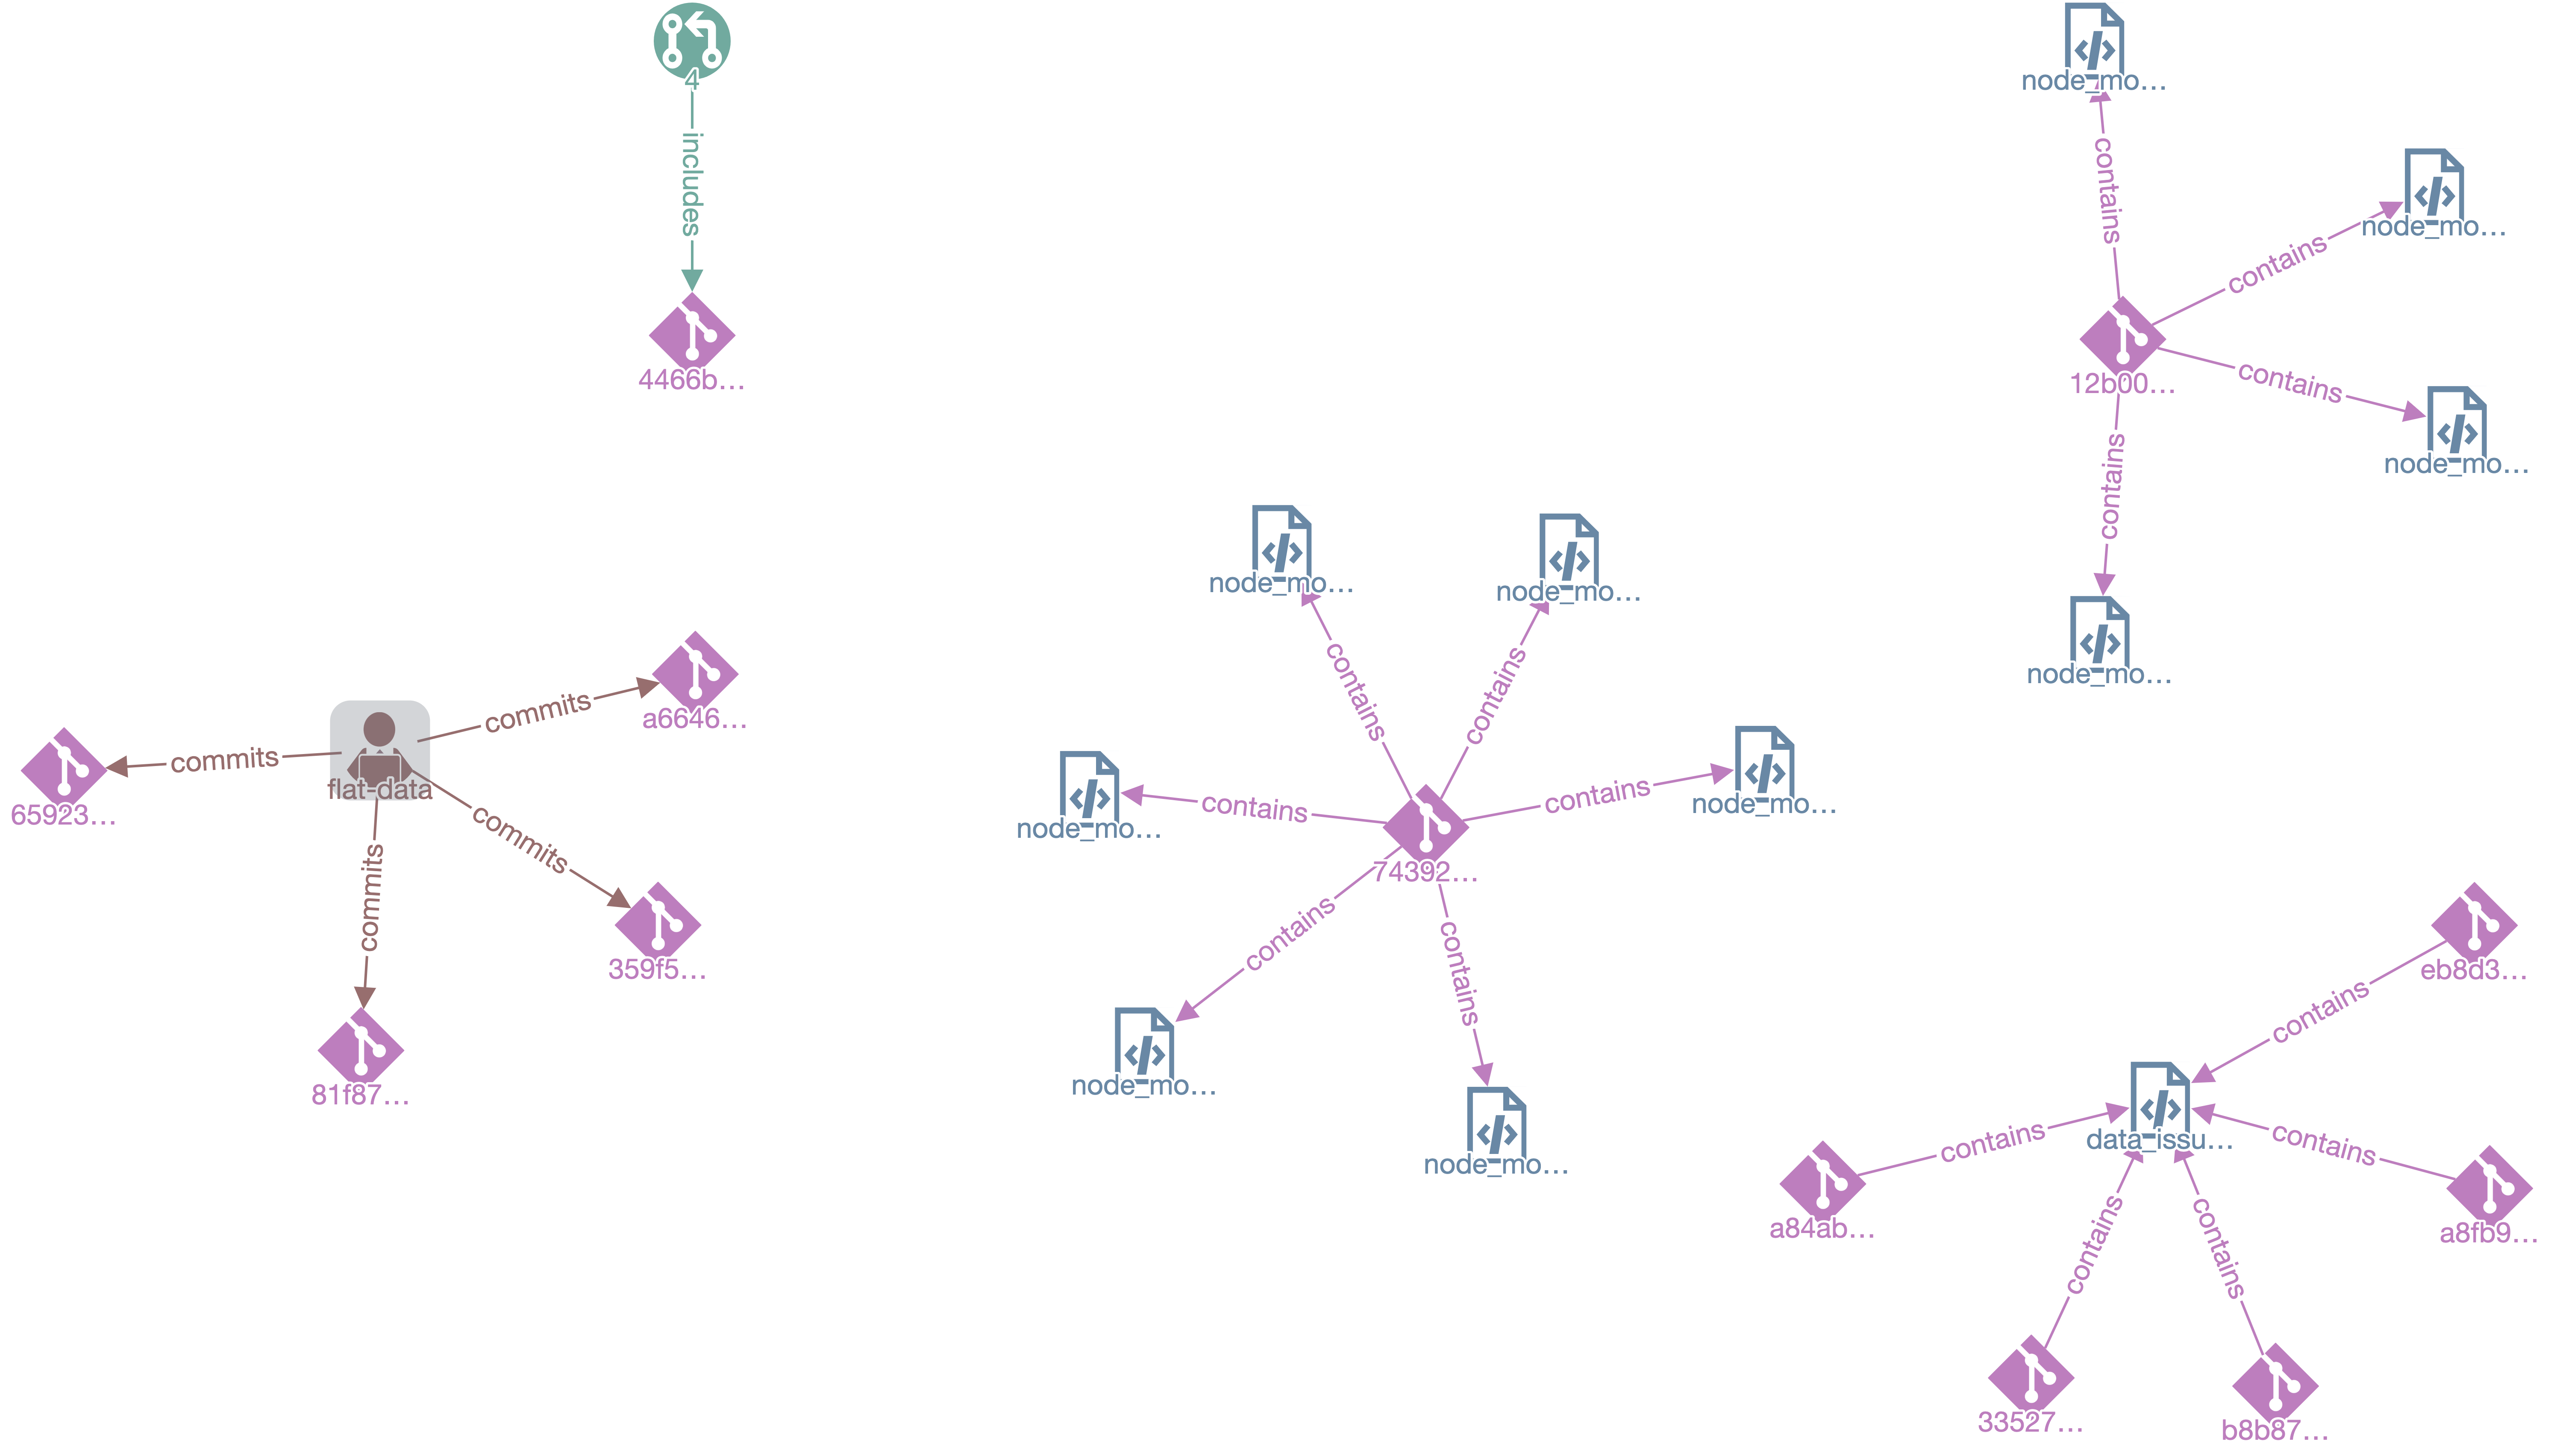 4
includes
4466b...
commits
a6646...
commits
65923...
flat-data
commits
359f5...
commits
81f87...
node_mo...
node_mo...
contains
contains
node_mo...
contains
node_mo...
contains
74392...
contains
node_mo...
contains
node_mo...
node_mo...
contains
node_mo...
contains
12b00...
contains
node_mo...
contains
node_mo...
eb8d3...
contains
data_issu...
contains
a84ab...
contains
a8fb9...
contains
33527...
contains
b8b87...